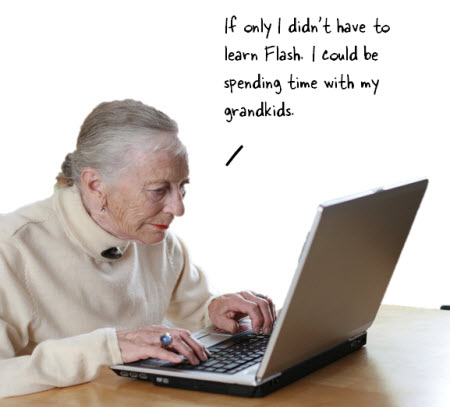 If only I didn't have to
learn Flash. I could be
spending time with my
grandkids.